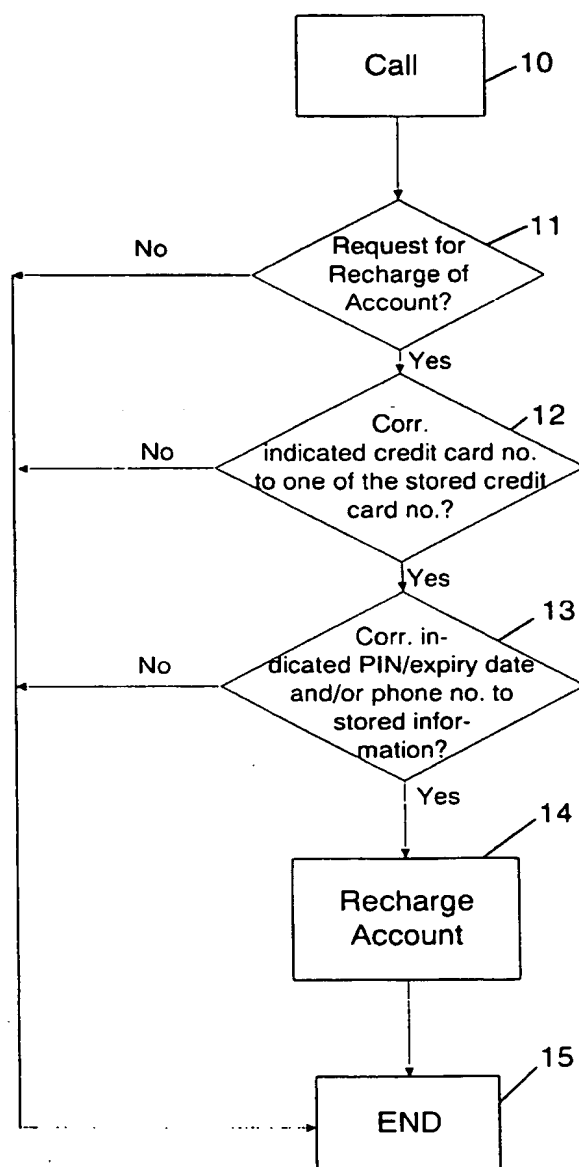 Call
10
11
No
Request for
Recharge of
Account?
Yes
12
Corr.
No
indicated credit card no.
to one of the stored credit
card no.?
Yes
13
Corr. in-
No
dicated PIN/expiry date
and/or phone no. to
stored infor-
mation?
Yes
14
Recharge
Account
15
END